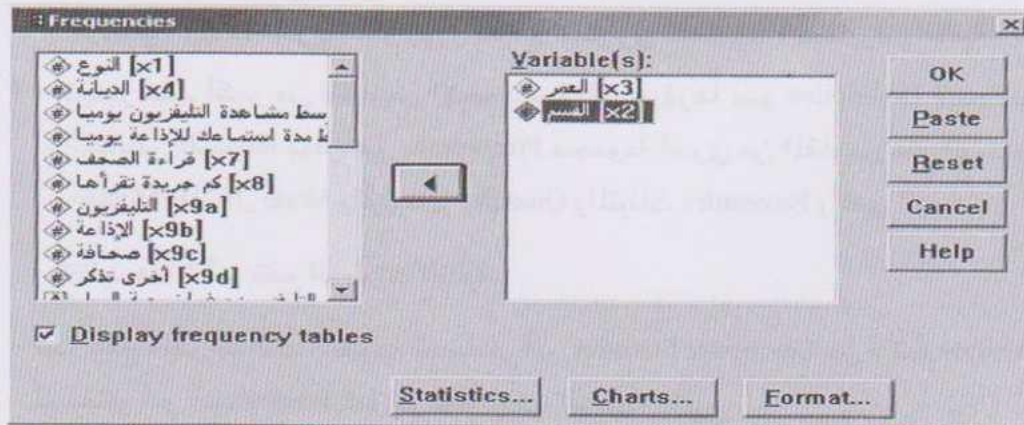 Frequencies
النوع [x1]
الديانة [x4]
سط مشاهدة التليفزيون يوميا
ط مدة استماعك للإذاعة يوميا
قراءة الصحف [x7]
كم جريدة تقرأها [x8]
التليفزيون [x9a]
الإذاعة [x9b]
صحافة [x9c]
أخرى تذكر [x9d]
Display frequency tables
Variable(s):
العمر [x3]
القسم [x2]
OK
Paste
Reset
Cancel
Help
Statistics...
Charts...
Format...